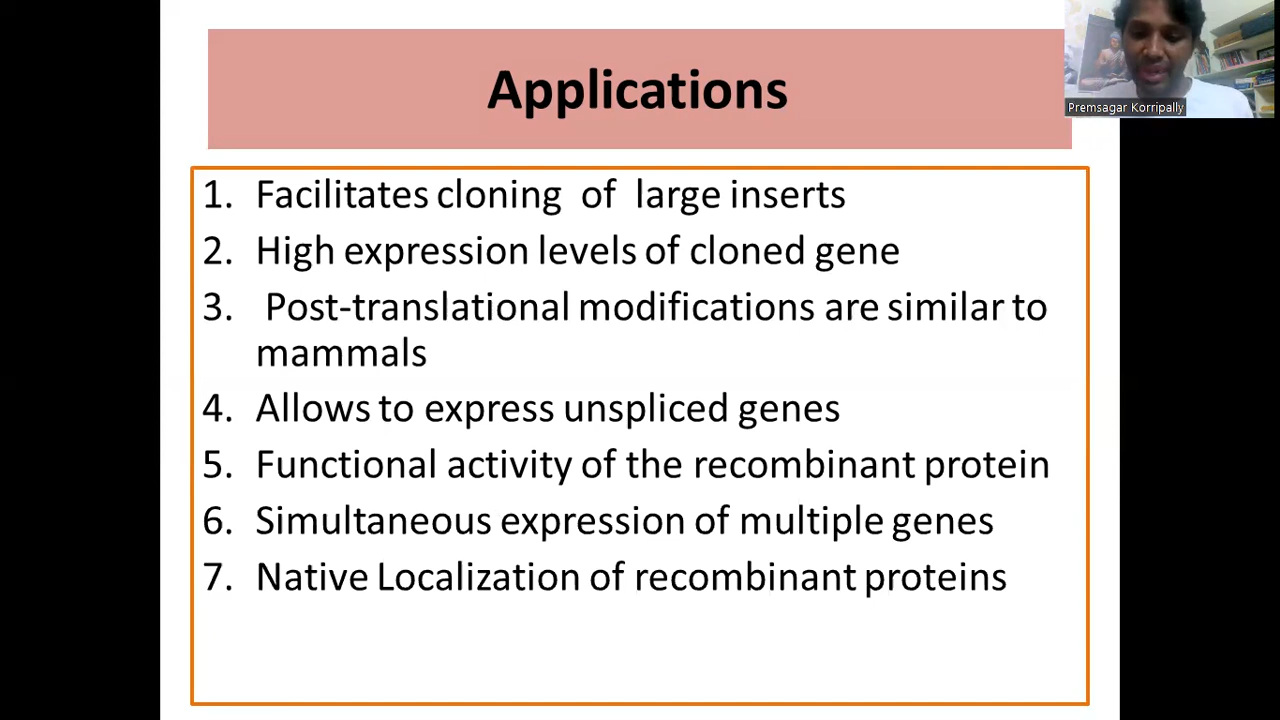 Applications
Premsagar Korripally
1. Facilitates cloning of large inserts
2. High expression levels of cloned gene
3. Post-translational modifications are similar to
mammals
4. Allows to express unspliced genes
5. Functional activity of the recombinant protein
6. Simultaneous expression of multiple genes
7. Native Localization of recombinant proteins